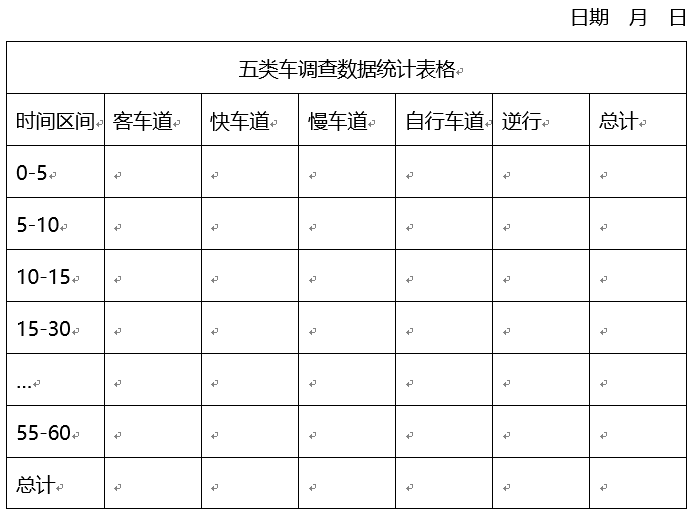 日期 月 日
五类车调查数据统计表格
时间区间 客车道 快车道 慢车道 自行车道 逆行 总计
0-5
5-10
10-15
15-30
...
55-60
总计